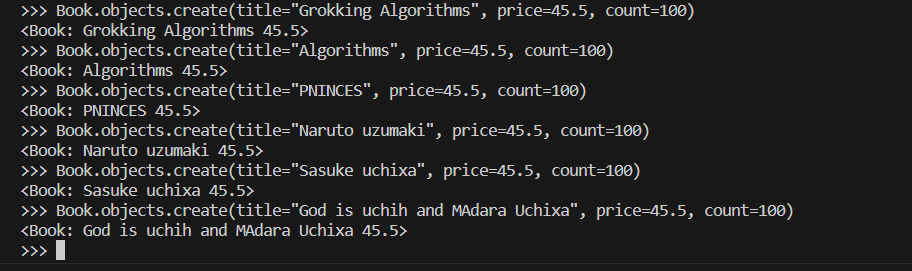 >>> Book.objects.create(title="Grokking Algorithms", price=45.5, count=100)
<Book: Grokking Algorithms 45.5>
>>> Book.objects.create(title="Algorithms", price=45.5, count=100)
<Book: Algorithms 45.5>
>>> Book.objects.create(title="PNINCES", price=45.5, count=100)
<Book: PNINCES 45.5>
>>> Book.objects.create(title="Naruto uzumaki", price=45.5, count=100)
<Book: Naruto uzumaki 45.5>
>>> Book.objects.create(title="Sasuke uchixa", price=45.5, count=100)
<Book: Sasuke uchixa 45.5>
>>> Book.objects.create(title="God is uchih and MAdara Uchixa", price=45.5, count=100)
<Book: God is uchih and MAdara Uchixa 45.5>
>>>